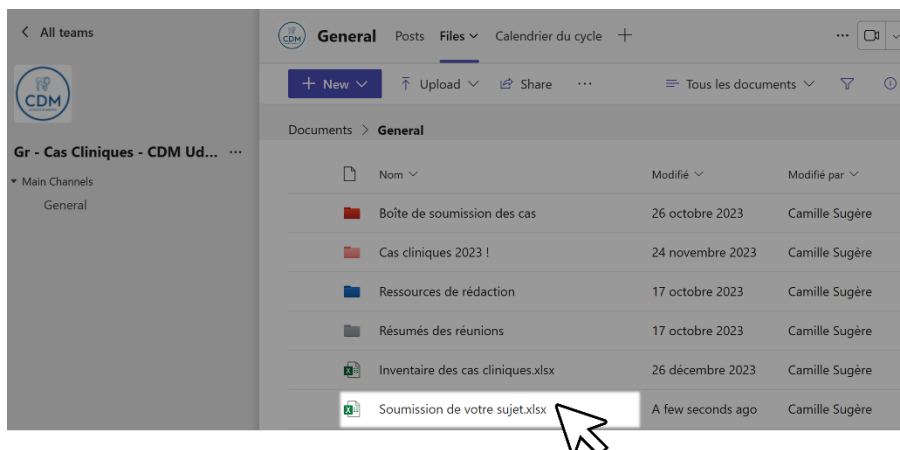 All teams
CDM
Gr - Cas Cliniques - CDM Ud... ...
Main Channels
General
CDM General Posts Files Calendrier du cycle + ...
+ New Upload Share ... Tous les documents
Documents > General
Nom Modifié Modifié par
Boîte de soumission des cas 26 octobre 2023 Camille Sugère
Cas cliniques 2023 ! 24 novembre 2023 Camille Sugère
Ressources de rédaction 17 octobre 2023 Camille Sugère
Résumés des réunions 17 octobre 2023 Camille Sugère
Inventaire des cas cliniques.xlsx 26 décembre 2023 Camille Sugère
Soumission de votre sujet.xlsx A few seconds ago Camille Sugère